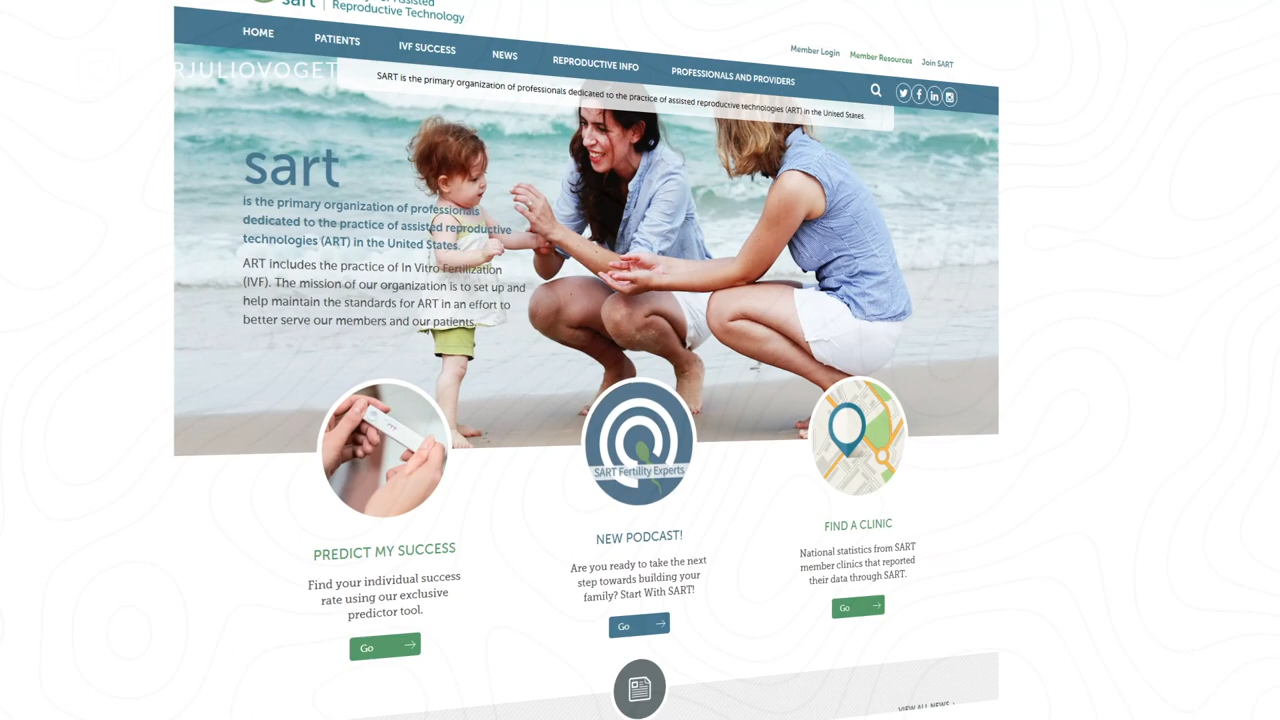 sart
Assisted
Reproductive Technology
Member Login Member Resources Join SART
HOME PATIENTS IVF SUCCESS NEWS REPRODUCTIVE INFO PROFESSIONALS AND PROVIDERS
RJULIOVOGET
SART is the primary organization of professionals dedicated to the practice of assisted reproductive technologies (ART) in the United States.
sart
is the primary organization of professionals
dedicated to the practice of assisted reproductive
technologies (ART) in the United States.
ART includes the practice of In Vitro Fertilization
(IVF). The mission of our organization is to set up and
help maintain the standards for ART in an effort to
better serve our members and our patients.
SART Fertility Experts
PREDICT MY SUCCESS
Find your individual success
rate using our exclusive
predictor tool.
Go
NEW PODCAST!
Are you ready to take the next
step towards building your
family? Start With SART!
Go
FIND A CLINIC
National statistics from SART
member clinics that reported
their data through SART.
Go
VIEW ALL NEWS